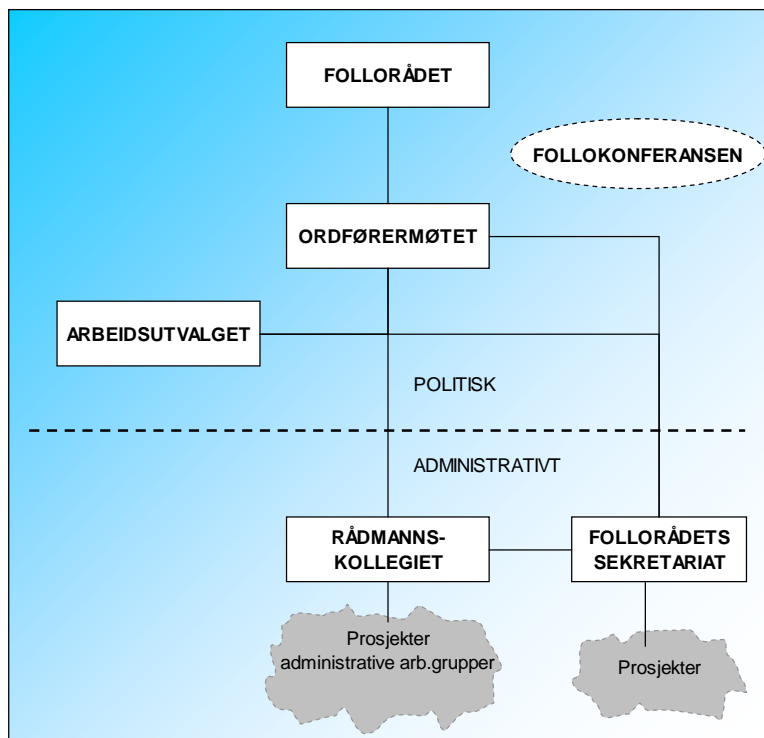 FOLLORÅDET
FOLLOKONFERANSEN
ORDFØRERMØTET
ARBEIDSUTVALGET
POLITISK
ADMINISTRATIVT
RÅDMANNS-
KOLLEGIET
FOLLORÅDETS
SEKRETARIAT
Prosjekter
administrative arb.grupper
Prosjekter